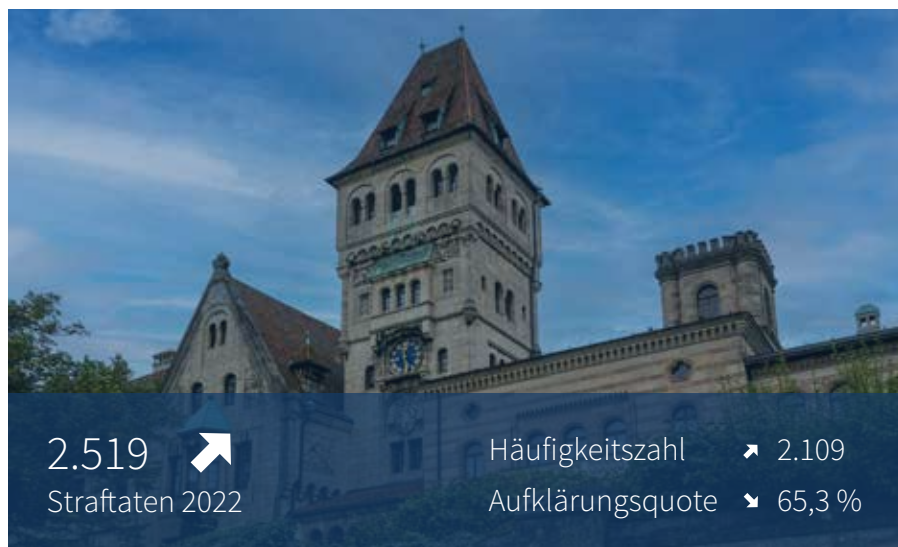 2.519
Straftaten 2022
Häufigkeitszahl 2.109
Aufklärungsquote 65,3 %